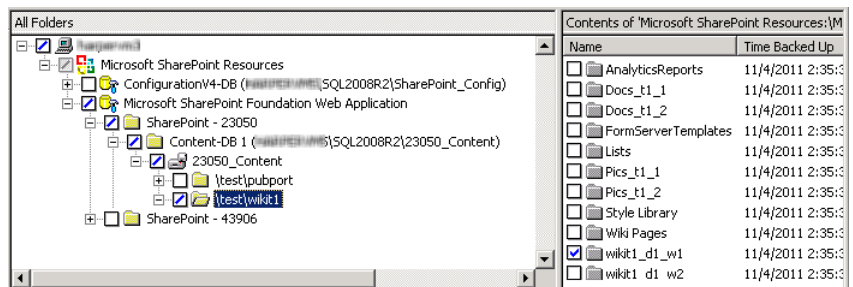 All Folders
Microsoft SharePoint Resources
ConfigurationV4-DB (\SQL2008R2\SharePoint_Config)
Microsoft SharePoint Foundation Web Application
SharePoint - 23050
Content-DB 1 (\SQL2008R2\23050_Content)
23050_Content
\test\pubport
\test\wikit1
SharePoint - 43906
Contents of 'Microsoft SharePoint Resources:\M
Name Time Backed Up
AnalyticsReports 11/4/2011 2:35:3
Docs_t1_1 11/4/2011 2:35:3
Docs_t1_2 11/4/2011 2:35:3
FormServerTemplates 11/4/2011 2:35:3
Lists 11/4/2011 2:35:3
Pics_t1_1 11/4/2011 2:35:3
Pics_t1_2 11/4/2011 2:35:3
Style Library 11/4/2011 2:35:3
Wiki Pages 11/4/2011 2:35:3
wikit1_d1_w1 11/4/2011 2:35:3
wikit1_d1_w2 11/4/2011 2:35:3